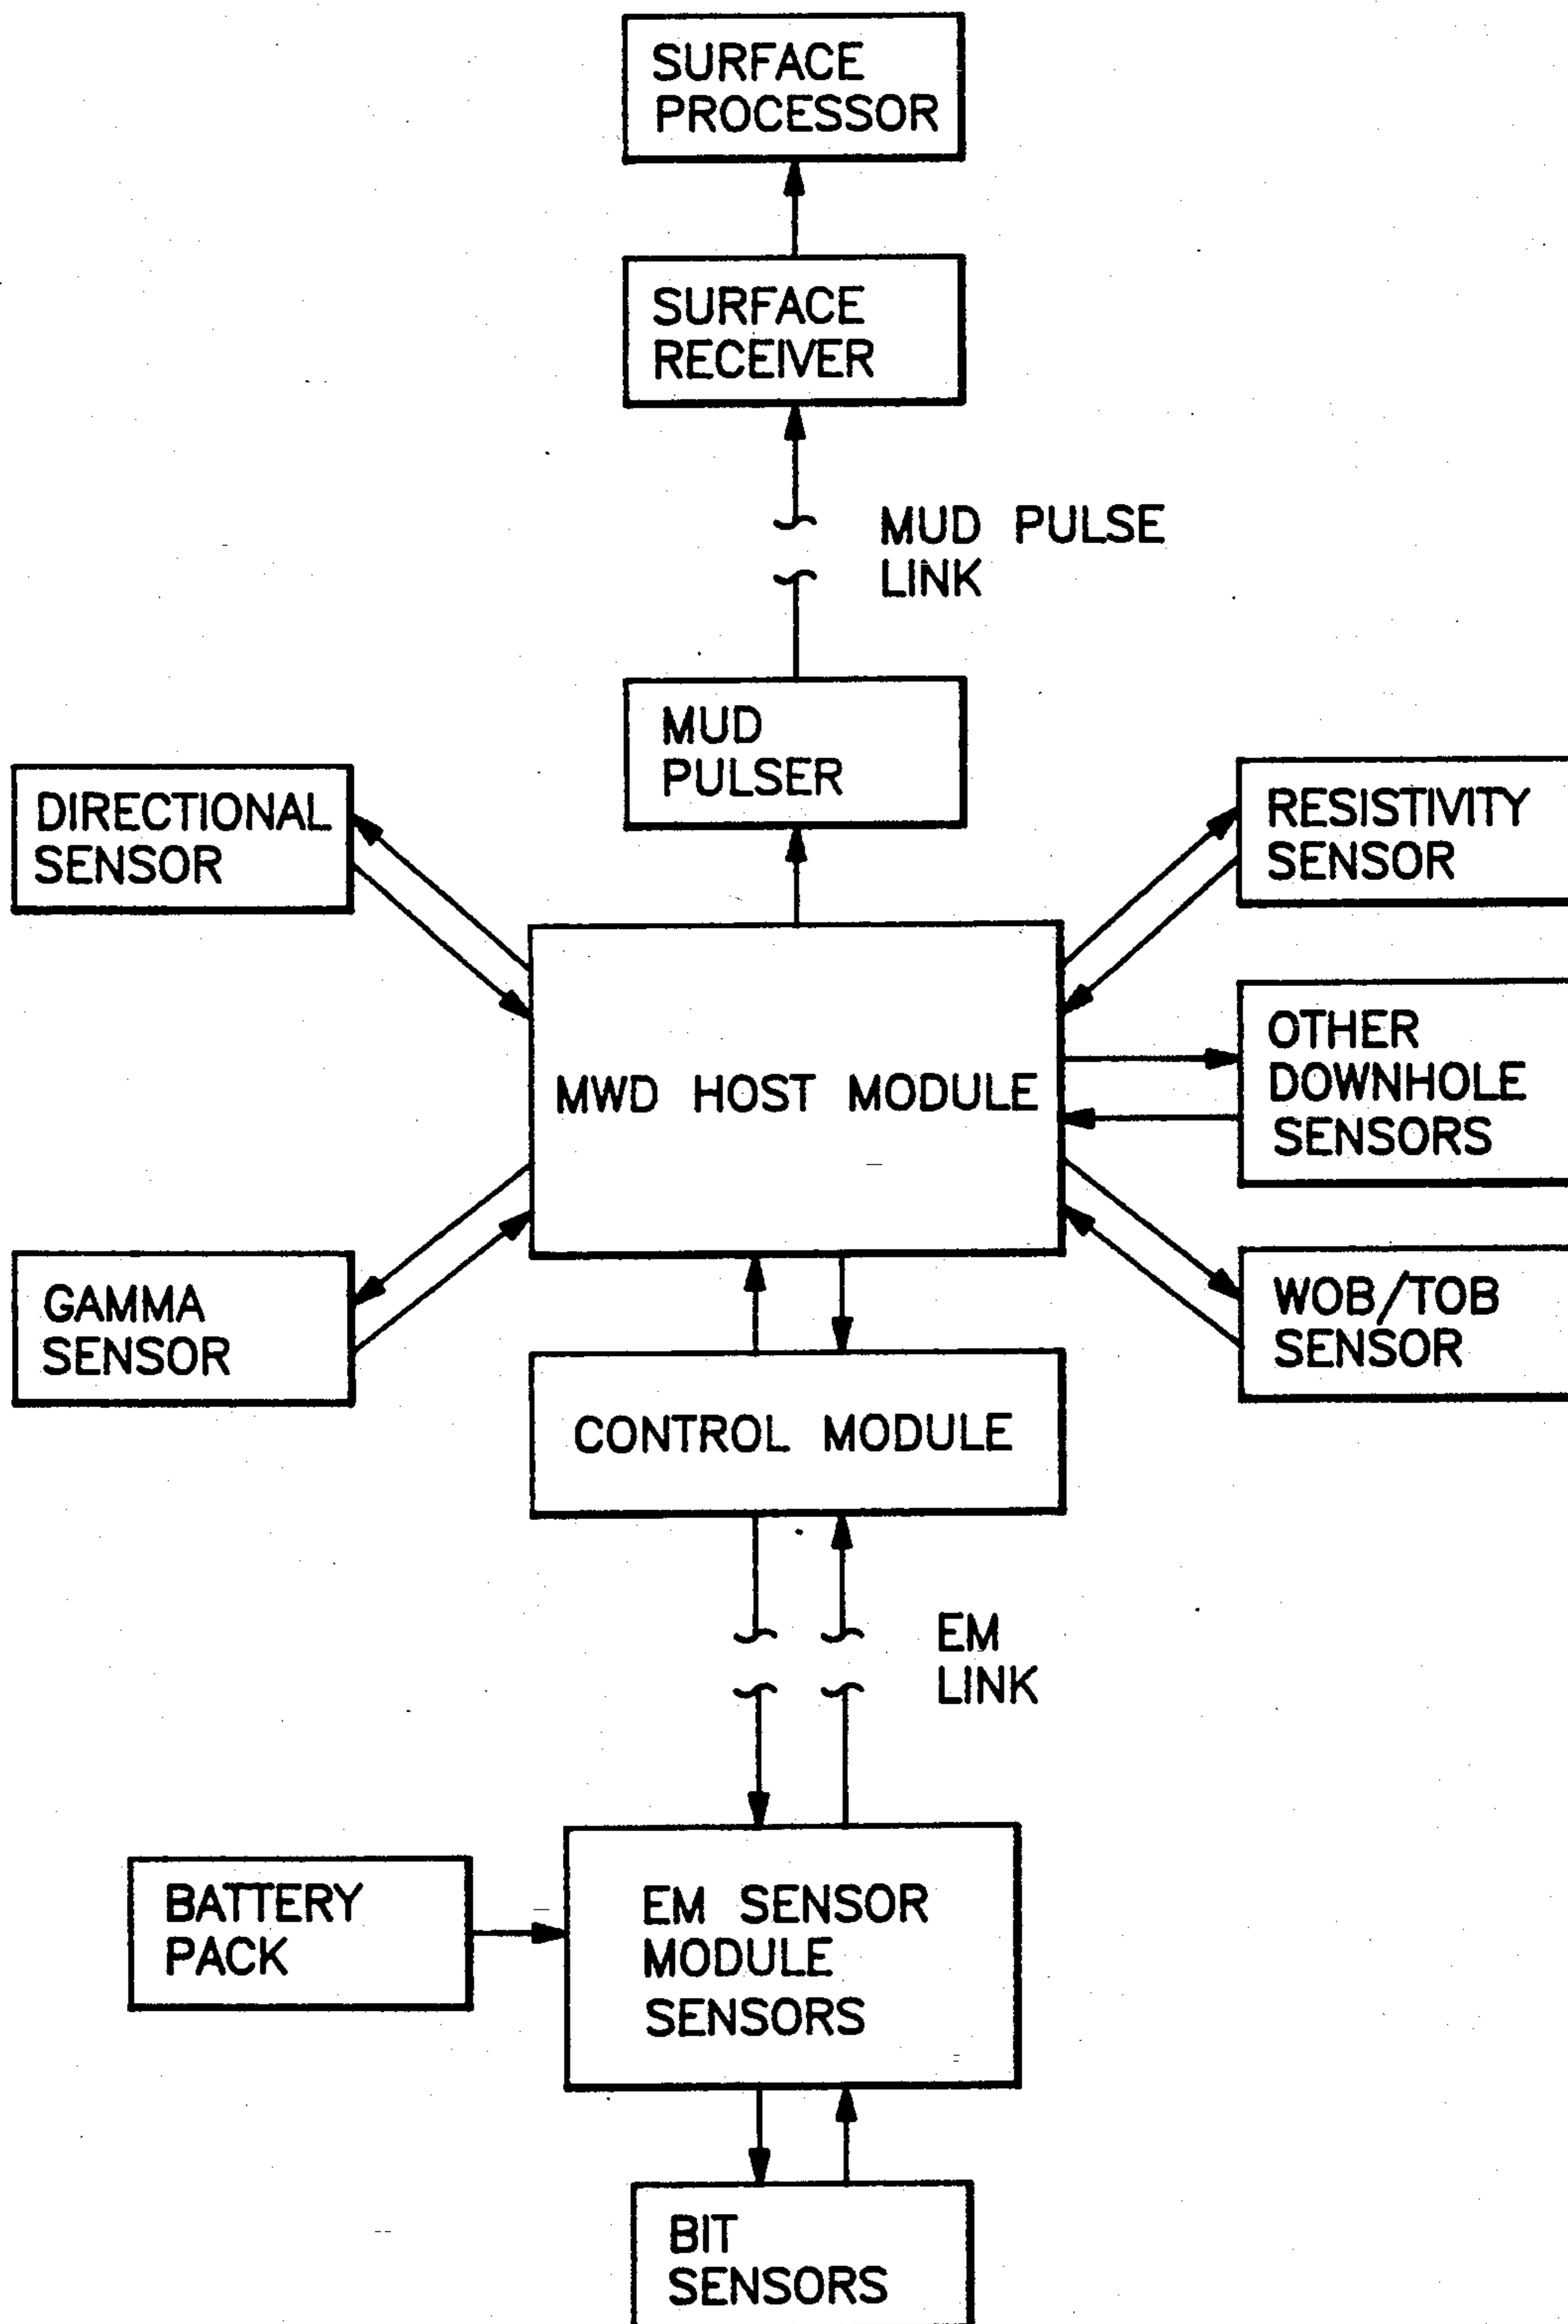 SURFACE
PROCESSOR
SURFACE
RECEIVER
MUD PULSE
LINK
MUD
PULSER
DIRECTIONAL
SENSOR
RESISTIVITY
SENSOR
MWD HOST MODULE
OTHER
DOWNHOLE
SENSORS
GAMMA
SENSOR
WOB/TOB
SENSOR
CONTROL MODULE
EM
LINK
BATTERY
PACK
EM SENSOR
MODULE
SENSORS
BIT
SENSORS